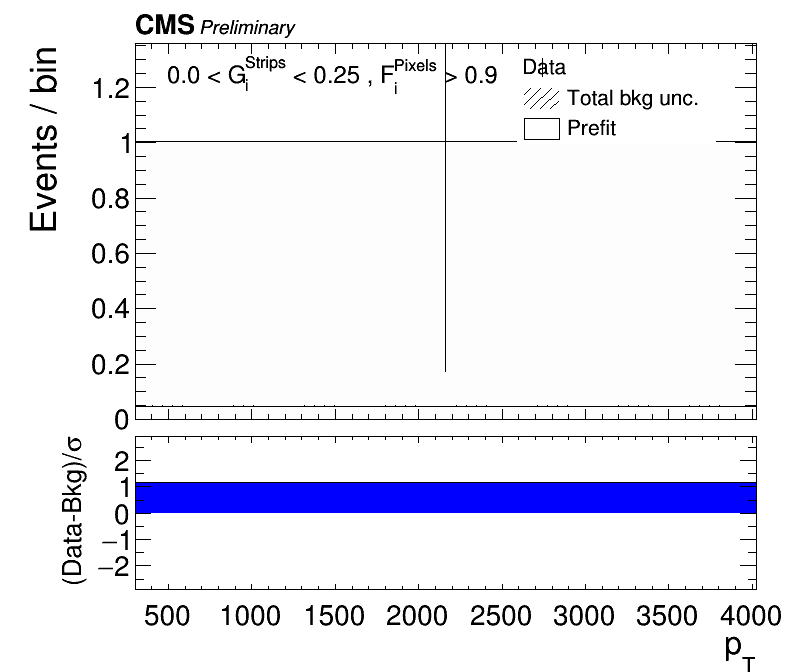 CMS Preliminary
0.0 < G_i^Strips < 0.25 , F_i^Pixels > 0.9
Data
Total bkg unc.
Prefit
Events / bin
1.2
1
0.8
0.6
0.4
0.2
0
(Data-Bkg)/σ
2
1
0
−1
−2
500 1000 1500 2000 2500 3000 3500 4000
p_T